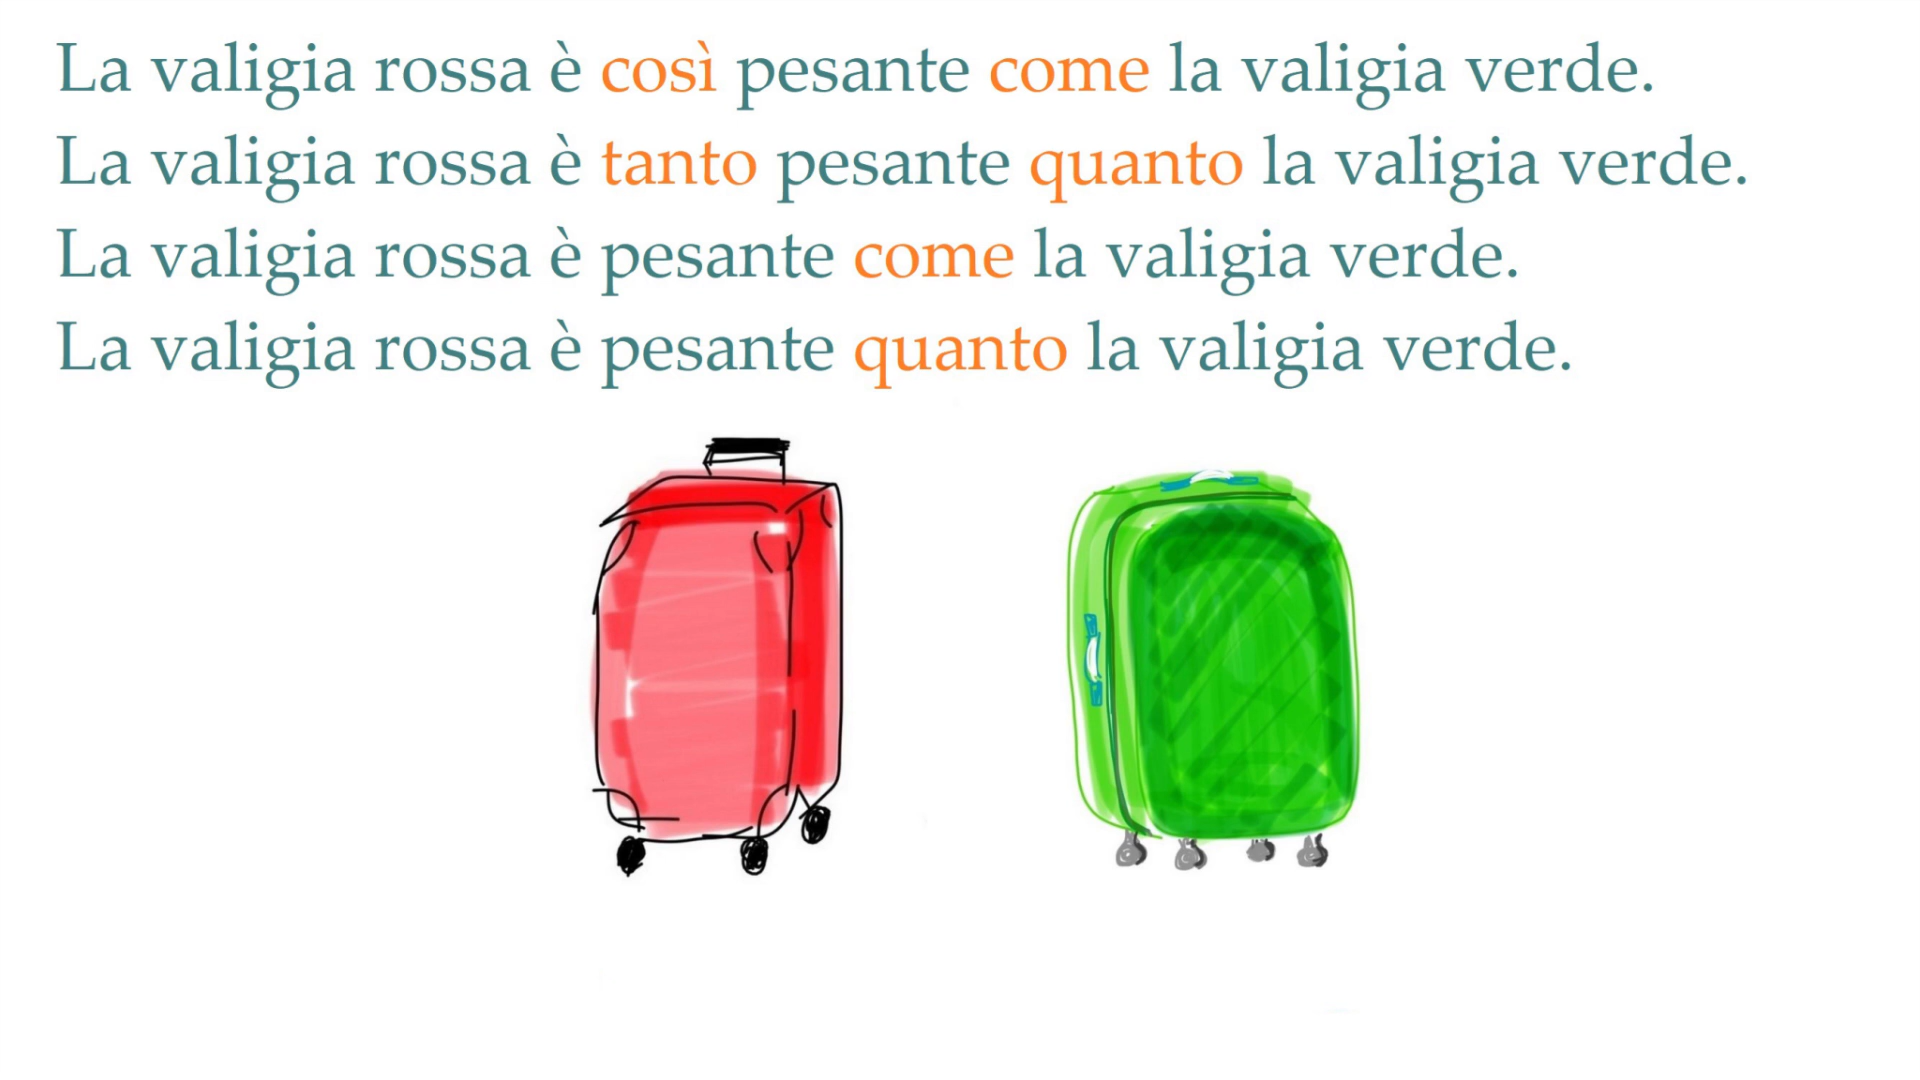 La valigia rossa è così pesante come la valigia verde.
La valigia rossa è tanto pesante quanto la valigia verde.
La valigia rossa è pesante come la valigia verde.
La valigia rossa è pesante quanto la valigia verde.